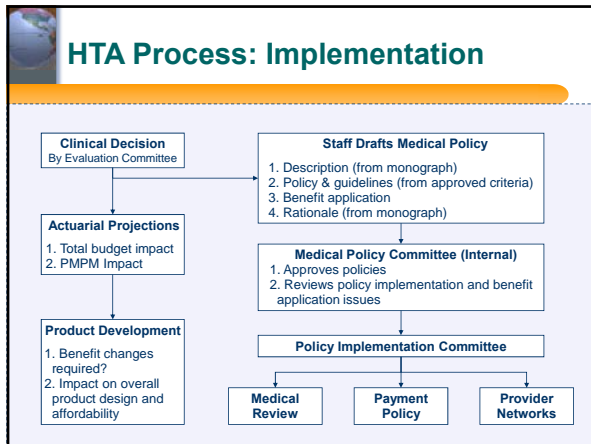 HTA Process: Implementation
Clinical Decision
By Evaluation Committee
Actuarial Projections
1. Total budget impact
2. PMPM Impact
Product Development
1. Benefit changes
required?
2. Impact on overall
product design and
affordability
Staff Drafts Medical Policy
1. Description (from monograph)
2. Policy & guidelines (from approved criteria)
3. Benefit application
4. Rationale (from monograph)
Medical Policy Committee (Internal)
1. Approves policies
2. Reviews policy implementation and benefit
application issues
Policy Implementation Committee
Medical
Review
Payment
Policy
Provider
Networks